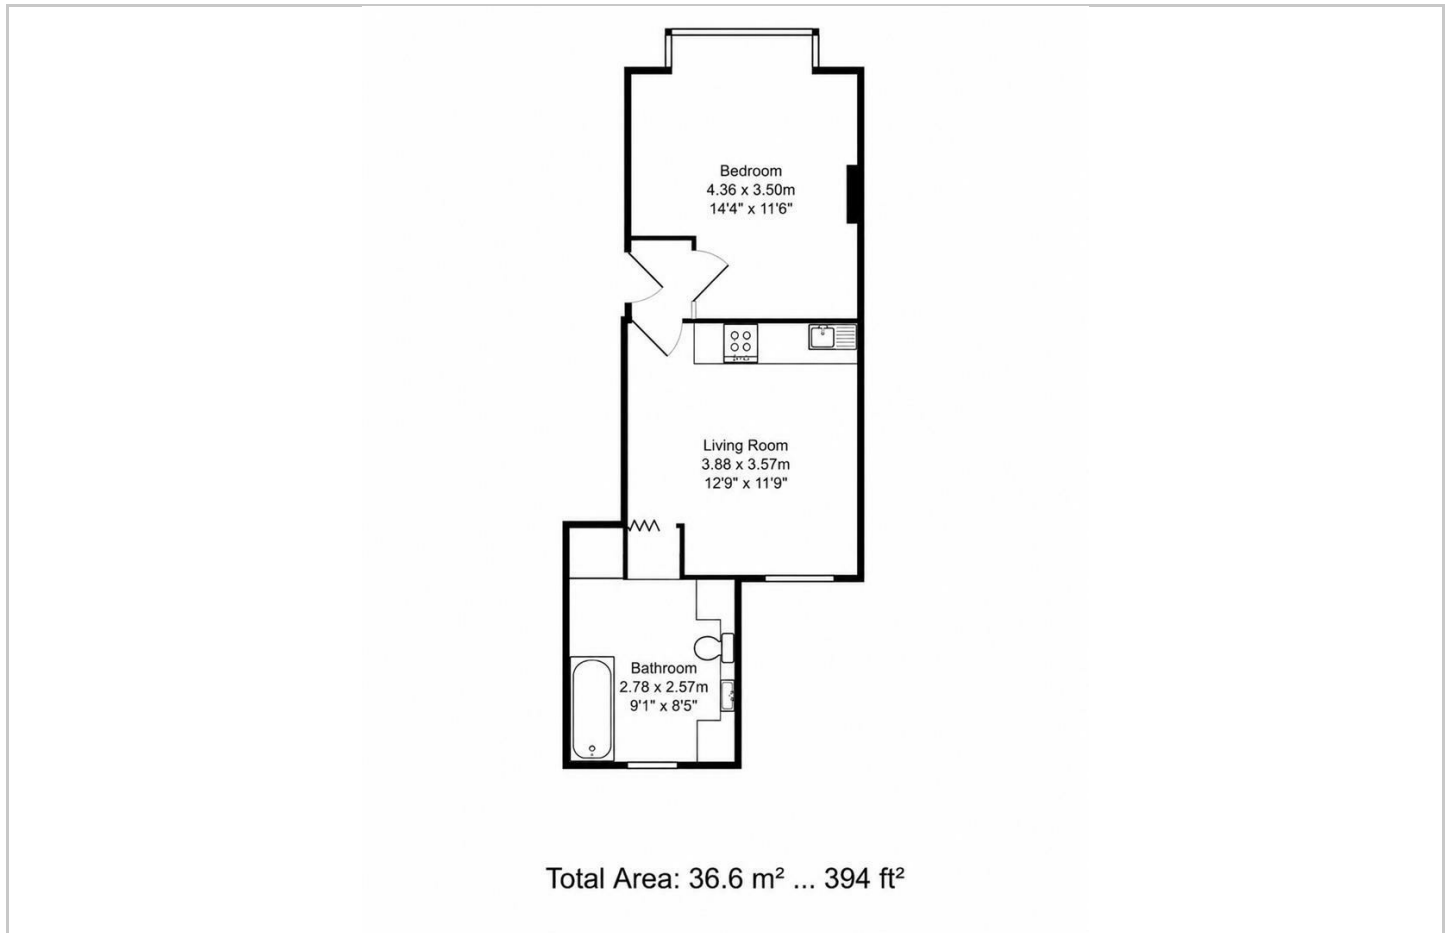 Bedroom
4.36 x 3.50m
14'4" x 11'6"
Living Room
3.88 x 3.57m
12'9" x 11'9"
Bathroom
2.78 x 2.57m
9'1" x 8'5"
Total Area: 36.6 m² ... 394 ft²